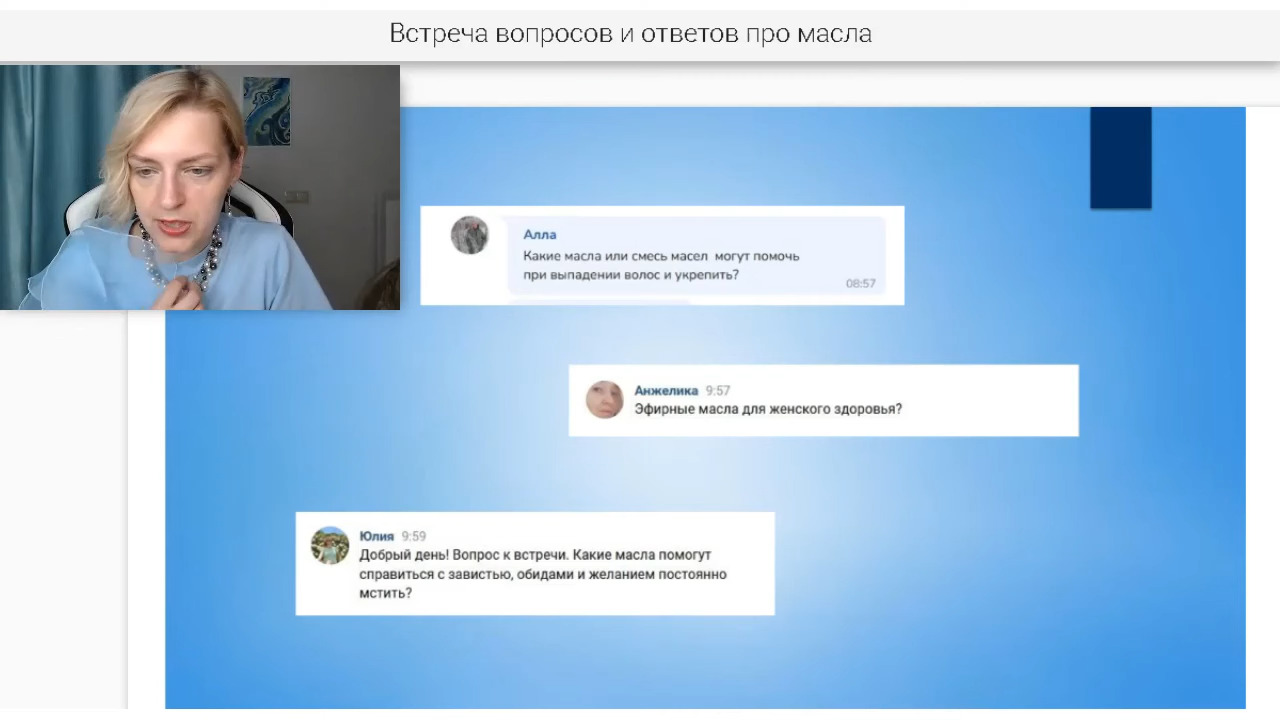 Встреча вопросов и ответов про масла
Алла
Какие масла или смесь масел могут помочь
при выпадении волос и укрепить?
08:57
Анжелика 9:57
Эфирные масла для женского здоровья?
Юлия 9:59
Добрый день! Вопрос к встречи. Какие масла помогут
справиться с завистью, обидами и желанием постоянно
мстить?